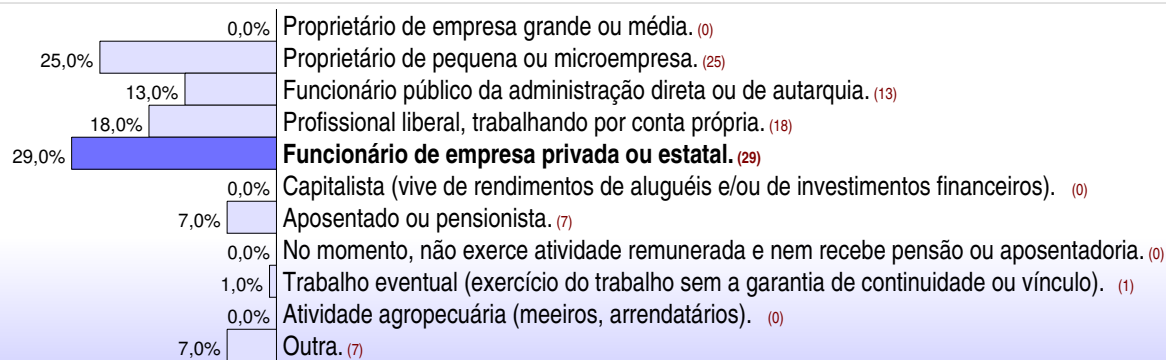 0,0% Proprietário de empresa grande ou média. (0)
25,0% Proprietário de pequena ou microempresa. (25)
13,0% Funcionário público da administração direta ou de autarquia. (13)
18,0% Profissional liberal, trabalhando por conta própria. (18)
29,0% Funcionário de empresa privada ou estatal. (29)
0,0% Capitalista (vive de rendimentos de aluguéis e/ou de investimentos financeiros). (0)
7,0% Aposentado ou pensionista. (7)
0,0% No momento, não exerce atividade remunerada e nem recebe pensão ou aposentadoria. (0)
1,0% Trabalho eventual (exercício do trabalho sem a garantia de continuidade ou vínculo). (1)
0,0% Atividade agropecuária (meeiros, arrendatários). (0)
7,0% Outra. (7)